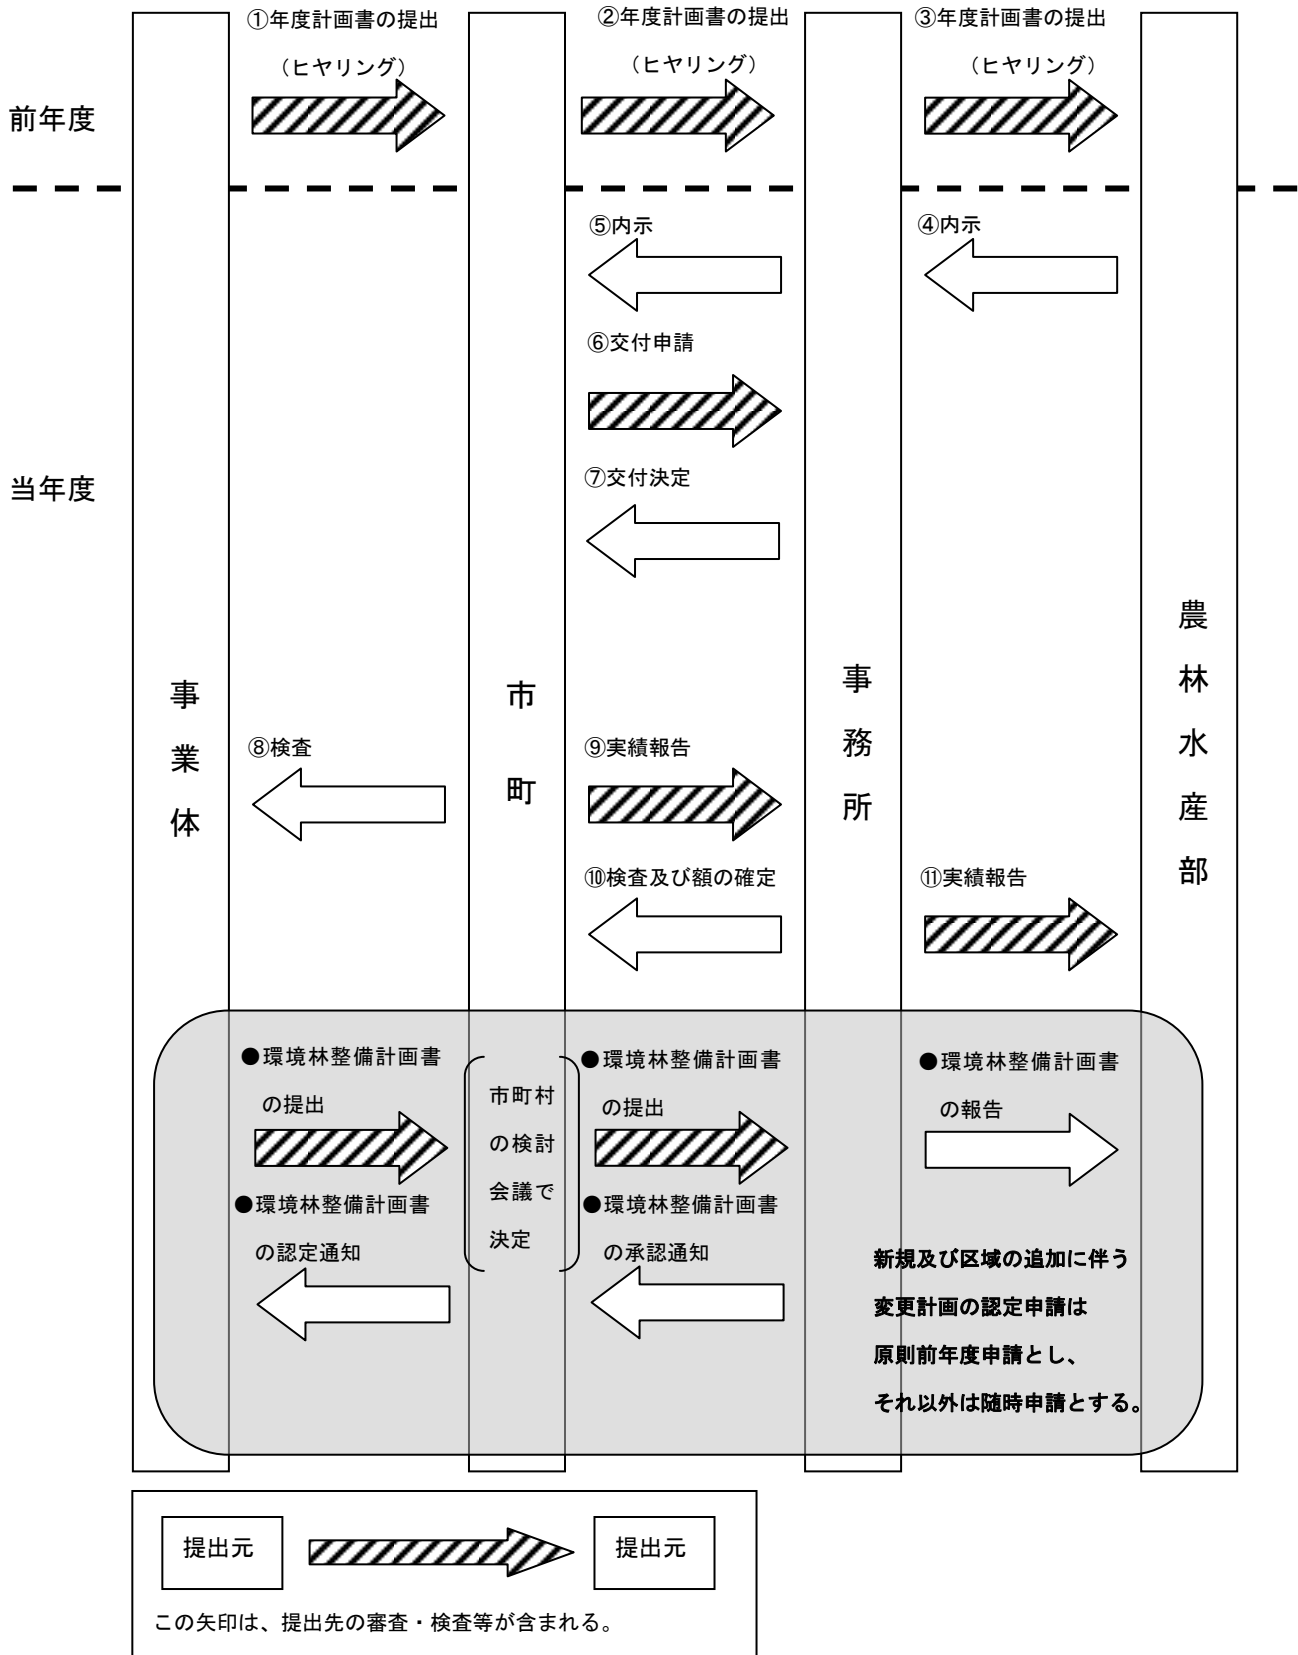 ①年度計画書の提出
（ヒヤリング）
②年度計画書の提出
（ヒヤリング）
③年度計画書の提出
（ヒヤリング）
前年度
⑤内示
④内示
⑥交付申請
⑦交付決定
当年度
事業体
市町
事務所
農林水産部
⑧検査
⑨実績報告
⑩検査及び額の確定
⑪実績報告
●環境林整備計画書
の提出
市町村
の検討
会議で
決定
●環境林整備計画書
の提出
●環境林整備計画書
の報告
●環境林整備計画書
の認定通知
●環境林整備計画書
の承認通知
新規及び区域の追加に伴う
変更計画の認定申請は
原則前年度申請とし、
それ以外は随時申請とする。
提出元
提出元
この矢印は、提出先の審査・検査等が含まれる。